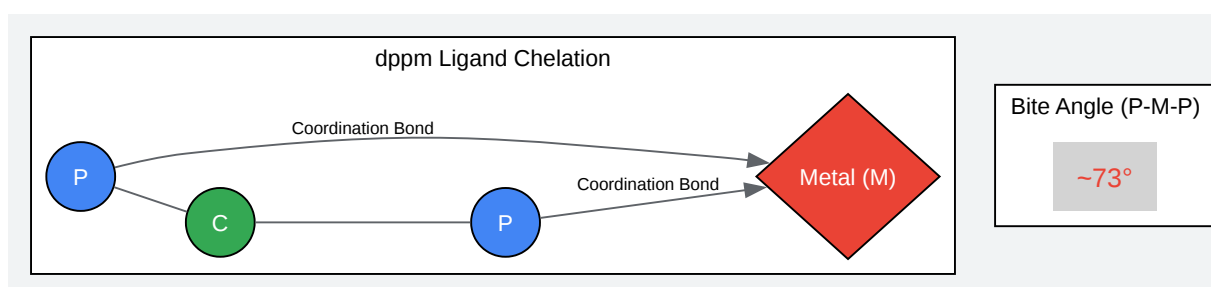 dppm Ligand Chelation
Coordination Bond
P
C
P
Coordination Bond
Metal (M)
Bite Angle (P-M-P)
~73°